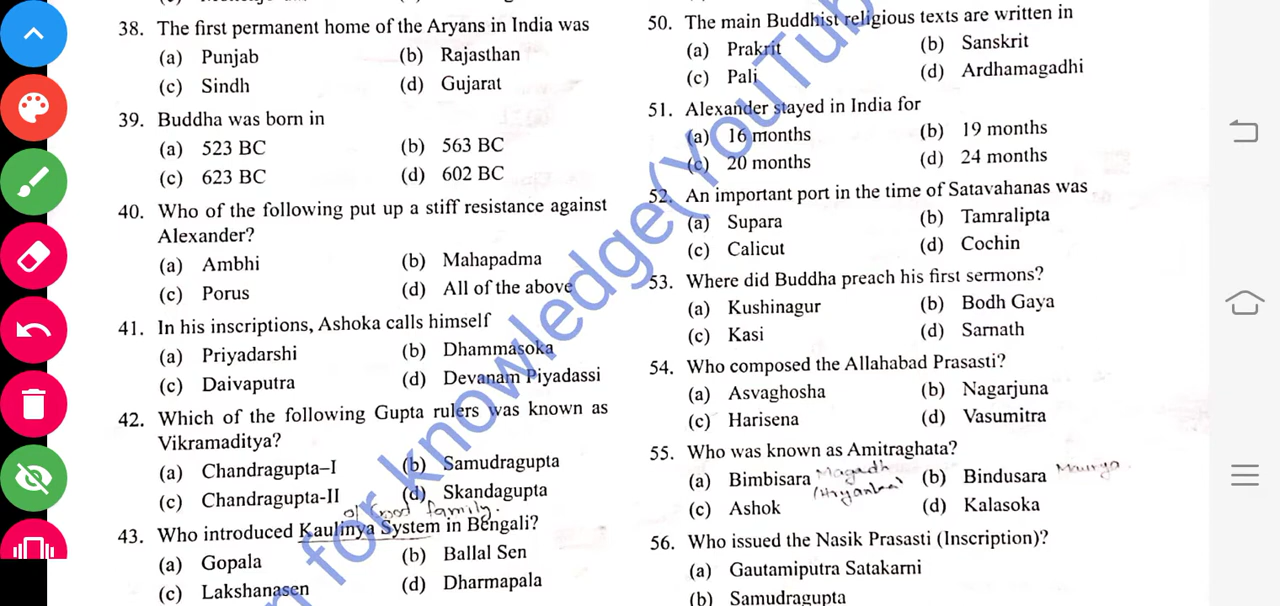 38. The first permanent home of the Aryans in India was
(a) Punjab (b) Rajasthan
(c) Sindh (d) Gujarat
39. Buddha was born in
(a) 523 BC (b) 563 BC
(c) 623 BC (d) 602 BC
40. Who of the following put up a stiff resistance against
Alexander?
(a) Ambhi (b) Mahapadma
(c) Porus (d) All of the above
41. In his inscriptions, Ashoka calls himself
(a) Priyadarshi (b) Dhammasoka
(c) Daivaputra (d) Devanam Piyadassi
42. Which of the following Gupta rulers was known as
Vikramaditya?
(a) Chandragupta–I (b) Samudragupta
(c) Chandragupta-II (d) Skandagupta
of Good family.
43. Who introduced Kaulinya System in Bengali?
(a) Gopala (b) Ballal Sen
(c) Lakshanasen (d) Dharmapala
50. The main Buddhist religious texts are written in
(a) Prakrit (b) Sanskrit
(c) Pali (d) Ardhamagadhi
51. Alexander stayed in India for
(a) 16 months (b) 19 months
(c) 20 months (d) 24 months
52. An important port in the time of Satavahanas was
(a) Supara (b) Tamralipta
(c) Calicut (d) Cochin
53. Where did Buddha preach his first sermons?
(a) Kushinagur (b) Bodh Gaya
(c) Kasi (d) Sarnath
54. Who composed the Allahabad Prasasti?
(a) Asvaghosha (b) Nagarjuna
(c) Harisena (d) Vasumitra
55. Who was known as Amitraghata?
(a) Bimbisara Magadh (b) Bindusara Maurya
(c) Ashok (d) Kalasoka
56. Who issued the Nasik Prasasti (Inscription)?
(a) Gautamiputra Satakarni
(b) Samudragupta
for knowledge(YouTub